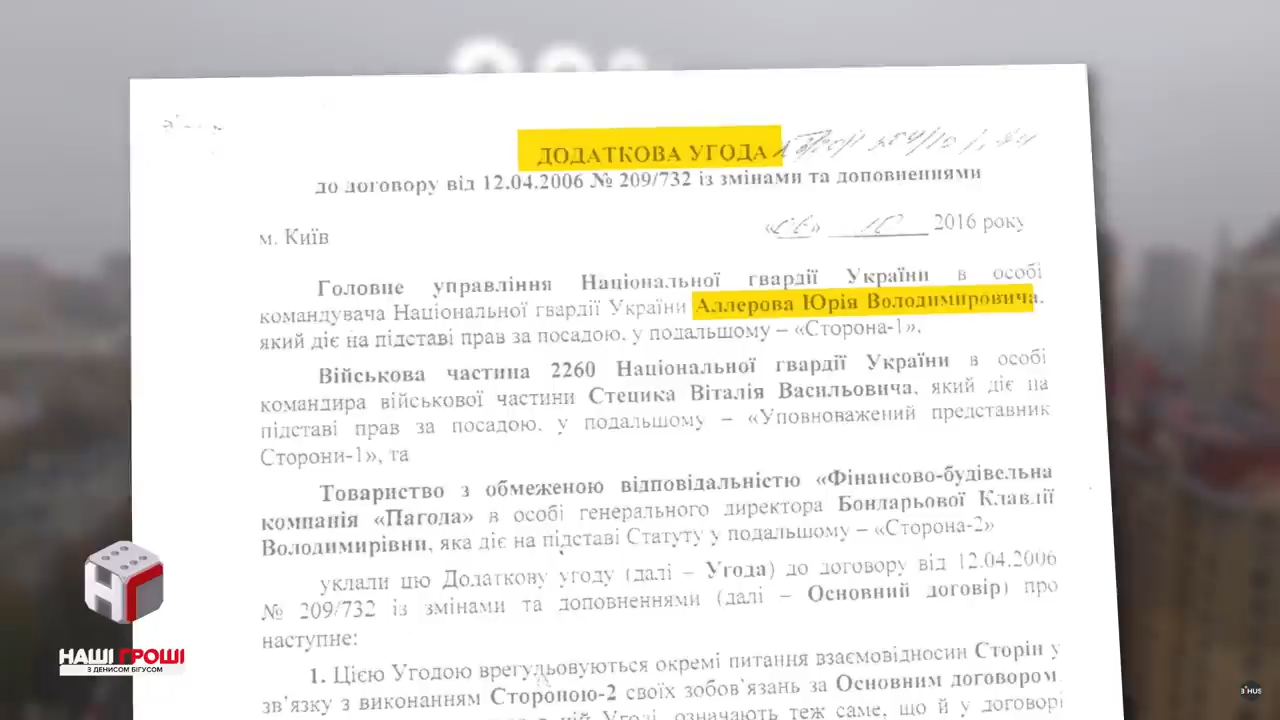 ДОДАТКОВА УГОДА
до договору від 12.04.2006 № 209/732 із змінами та доповненнями
м. Київ « » 2016 року
Головне управління Національної гвардії України в особі
командувача Національної гвардії України Аллерова Юрія Володимировича,
який діє на підставі прав за посадою, у подальшому – «Сторона-1»,
Військова частина 2260 Національної гвардії України в особі
командира військової частини Стецика Віталія Васильовича, який діє на
підставі прав за посадою, у подальшому – «Уповноважений представник
Сторони-1», та
Товариство з обмеженою відповідальністю «Фінансово-будівельна
компанія «Пагода» в особі генерального директора Бондарьової Клавдії
Володимирівни, яка діє на підставі Статуту у подальшому – «Сторона-2»
уклали цю Додаткову угоду (далі – Угода) до договору від 12.04.2006
№ 209/732 із змінами та доповненнями (далі – Основний договір) про
наступне:
1. Цією Угодою врегульовуються окремі питання взаємовідносин Сторін у
зв'язку з виконанням Стороною-2 своїх зобов'язань за Основним договором.
в цій Угоді, означають теж саме, що й у договорі
НАШІ ГРОШІ
З ДЕНИСОМ БІГУСОМ